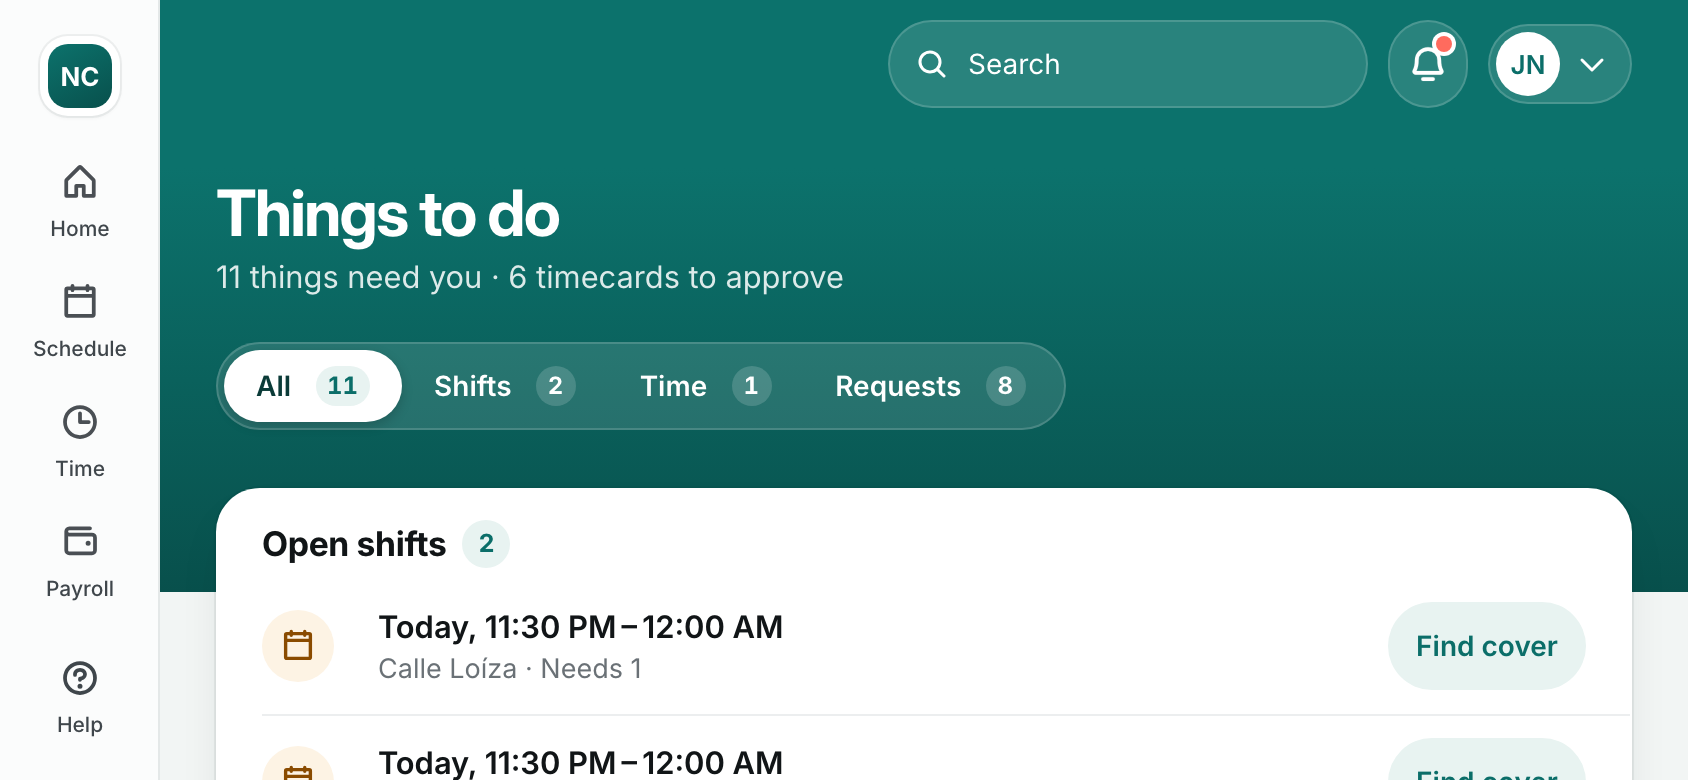 NC
Search
JN
Home
Schedule
Time
Payroll
Help
Things to do
11 things need you · 6 timecards to approve
All 11 Shifts 2 Time 1 Requests 8
Open shifts 2
Today, 11:30 PM – 12:00 AM
Calle Loíza · Needs 1
Find cover
Today, 11:30 PM – 12:00 AM
Find cover